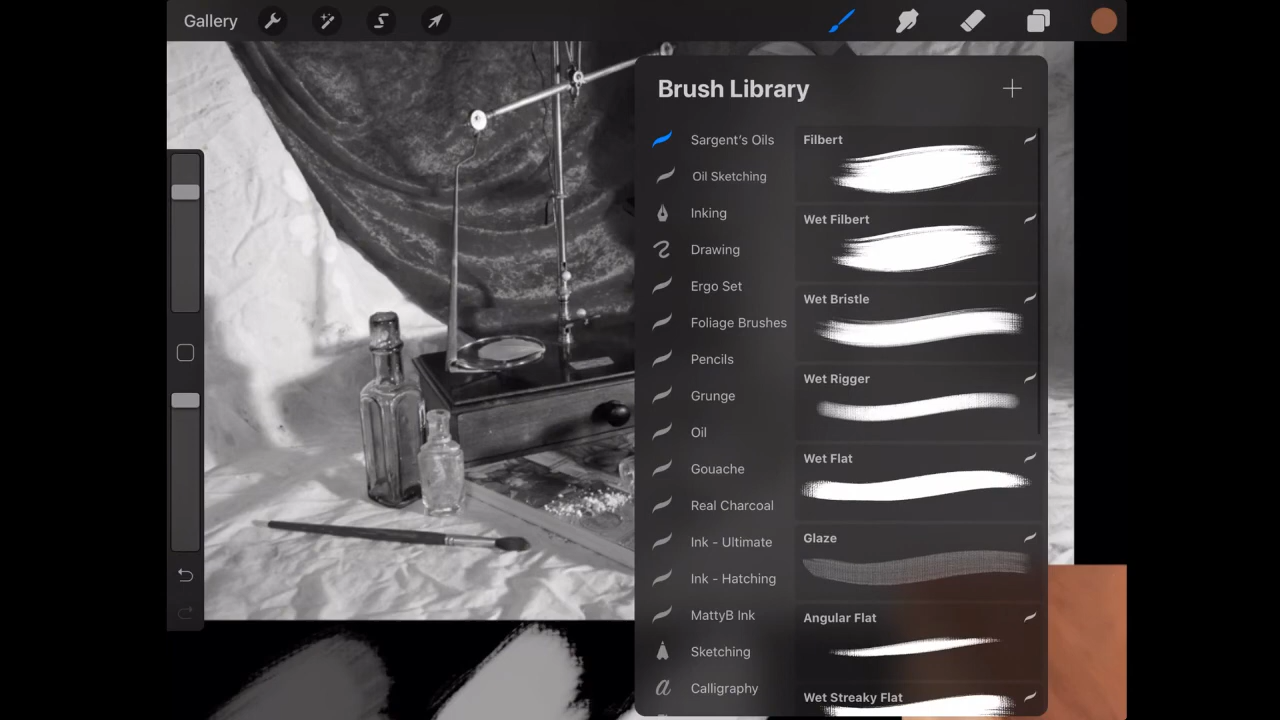 Gallery
Brush Library
Sargent's Oils
Oil Sketching
Inking
Drawing
Ergo Set
Foliage Brushes
Pencils
Grunge
Oil
Gouache
Real Charcoal
Ink - Ultimate
Ink - Hatching
MattyB Ink
Sketching
Calligraphy
Filbert
Wet Filbert
Wet Bristle
Wet Rigger
Wet Flat
Glaze
Angular Flat
Wet Streaky Flat